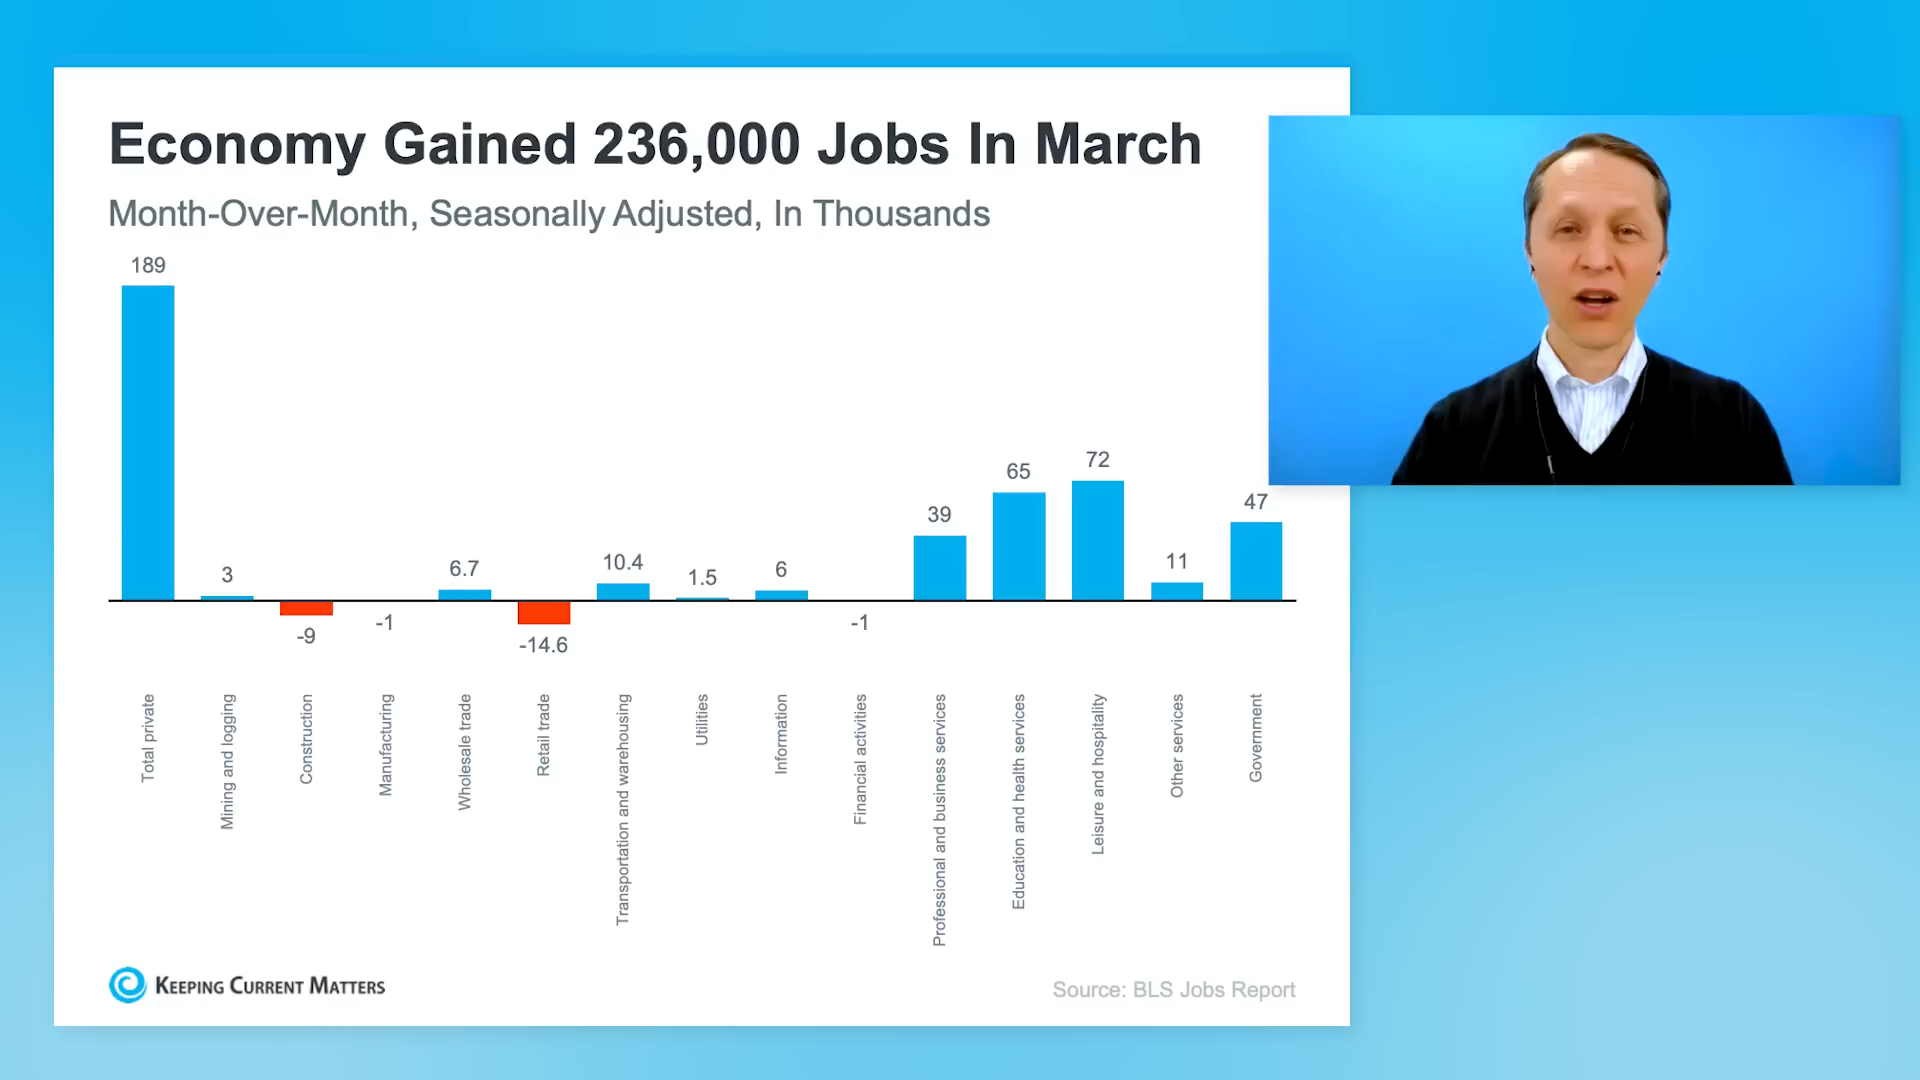 Economy Gained 236,000 Jobs In March
Month-Over-Month, Seasonally Adjusted, In Thousands
189
3
-9
-1
6.7
-14.6
10.4
1.5
6
-1
39
65
72
11
47
Total private
Mining and logging
Construction
Manufacturing
Wholesale trade
Retail trade
Transportation and warehousing
Utilities
Information
Financial activities
Professional and business services
Education and health services
Leisure and hospitality
Other services
Government
KEEPING CURRENT MATTERS
Source: BLS Jobs Report